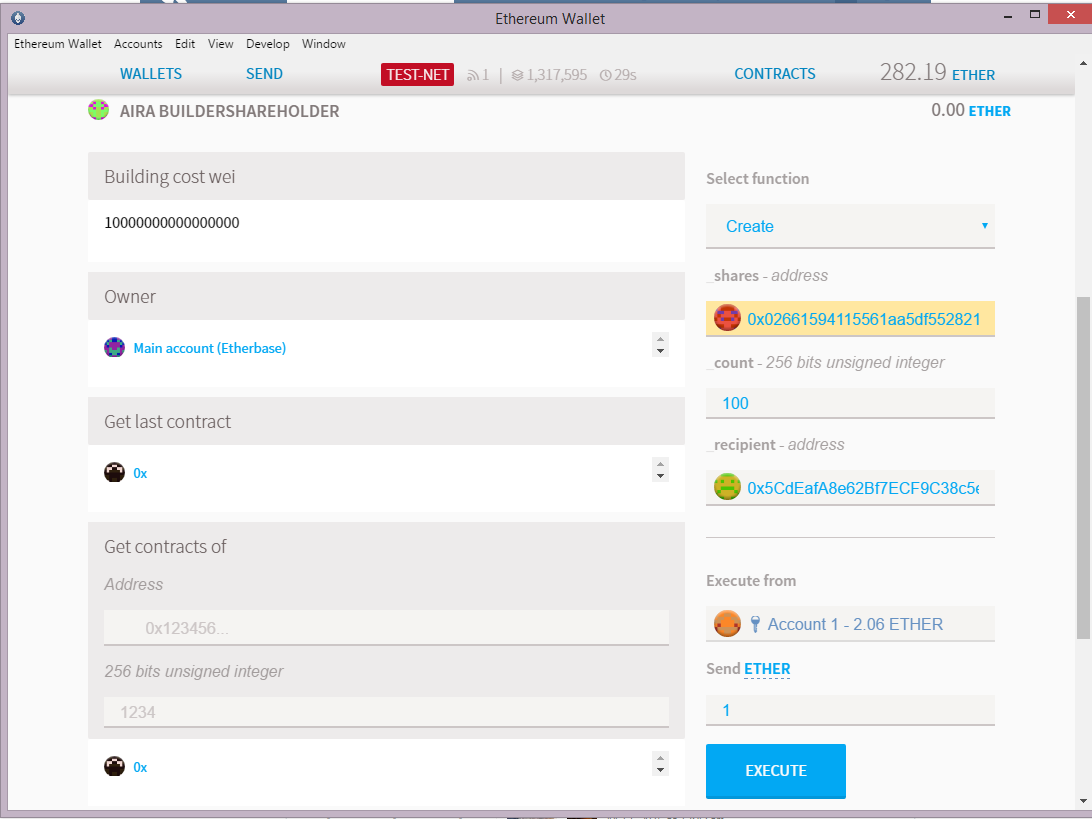 Ethereum Wallet
Ethereum Wallet Accounts Edit View Develop Window
WALLETS SEND TEST-NET 1 | 1,317,595 29s CONTRACTS 282.19 ETHER
AIRA BUILDERSHAREHOLDER 0.00 ETHER
Building cost wei
10000000000000000
Owner
Main account (Etherbase)
Get last contract
0x
Get contracts of
Address
0x123456...
256 bits unsigned integer
1234
0x
Select function
Create
_shares - address
0x02661594115561aa5df552821
_count - 256 bits unsigned integer
100
_recipient - address
0x5CdEafA8e62Bf7ECF9C38c5e
Execute from
Account 1 - 2.06 ETHER
Send ETHER
1
EXECUTE